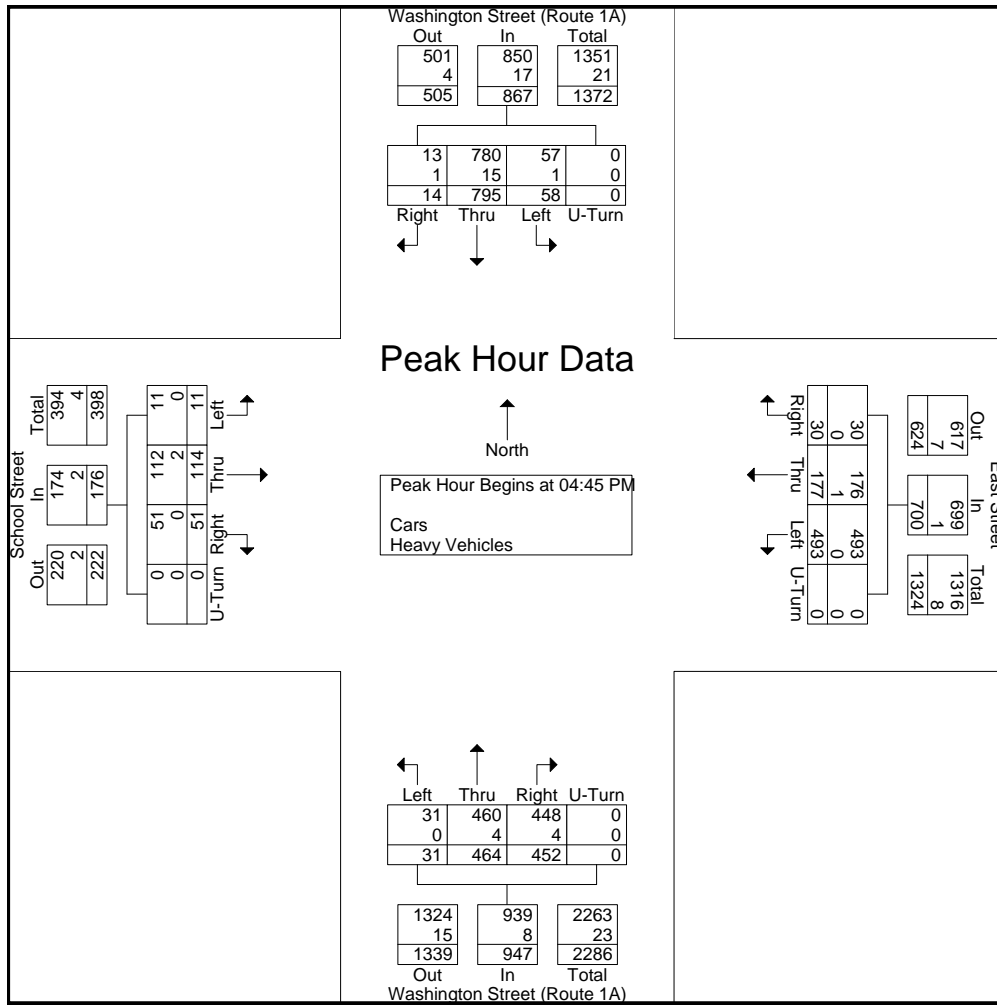 Washington Street (Route 1A)
Out In Total
501 850 1351
4 17 21
505 867 1372
13 780 57 0
1 15 1 0
14 795 58 0
Right Thru Left U-Turn
Peak Hour Data
North
Peak Hour Begins at 04:45 PM
Cars
Heavy Vehicles
School Street
Out In Total
220 174 394
2 2 4
222 176 398
U-Turn Right Thru Left
0 51 112 11
0 0 2 0
0 51 114 11
East Street
Out In Total
617 699 1316
7 1 8
624 700 1324
30 176 493 0
0 1 0 0
30 177 493 0
Right Thru Left U-Turn
Left Thru Right U-Turn
31 460 448 0
0 4 4 0
31 464 452 0
1324 939 2263
15 8 23
1339 947 2286
Out In Total
Washington Street (Route 1A)